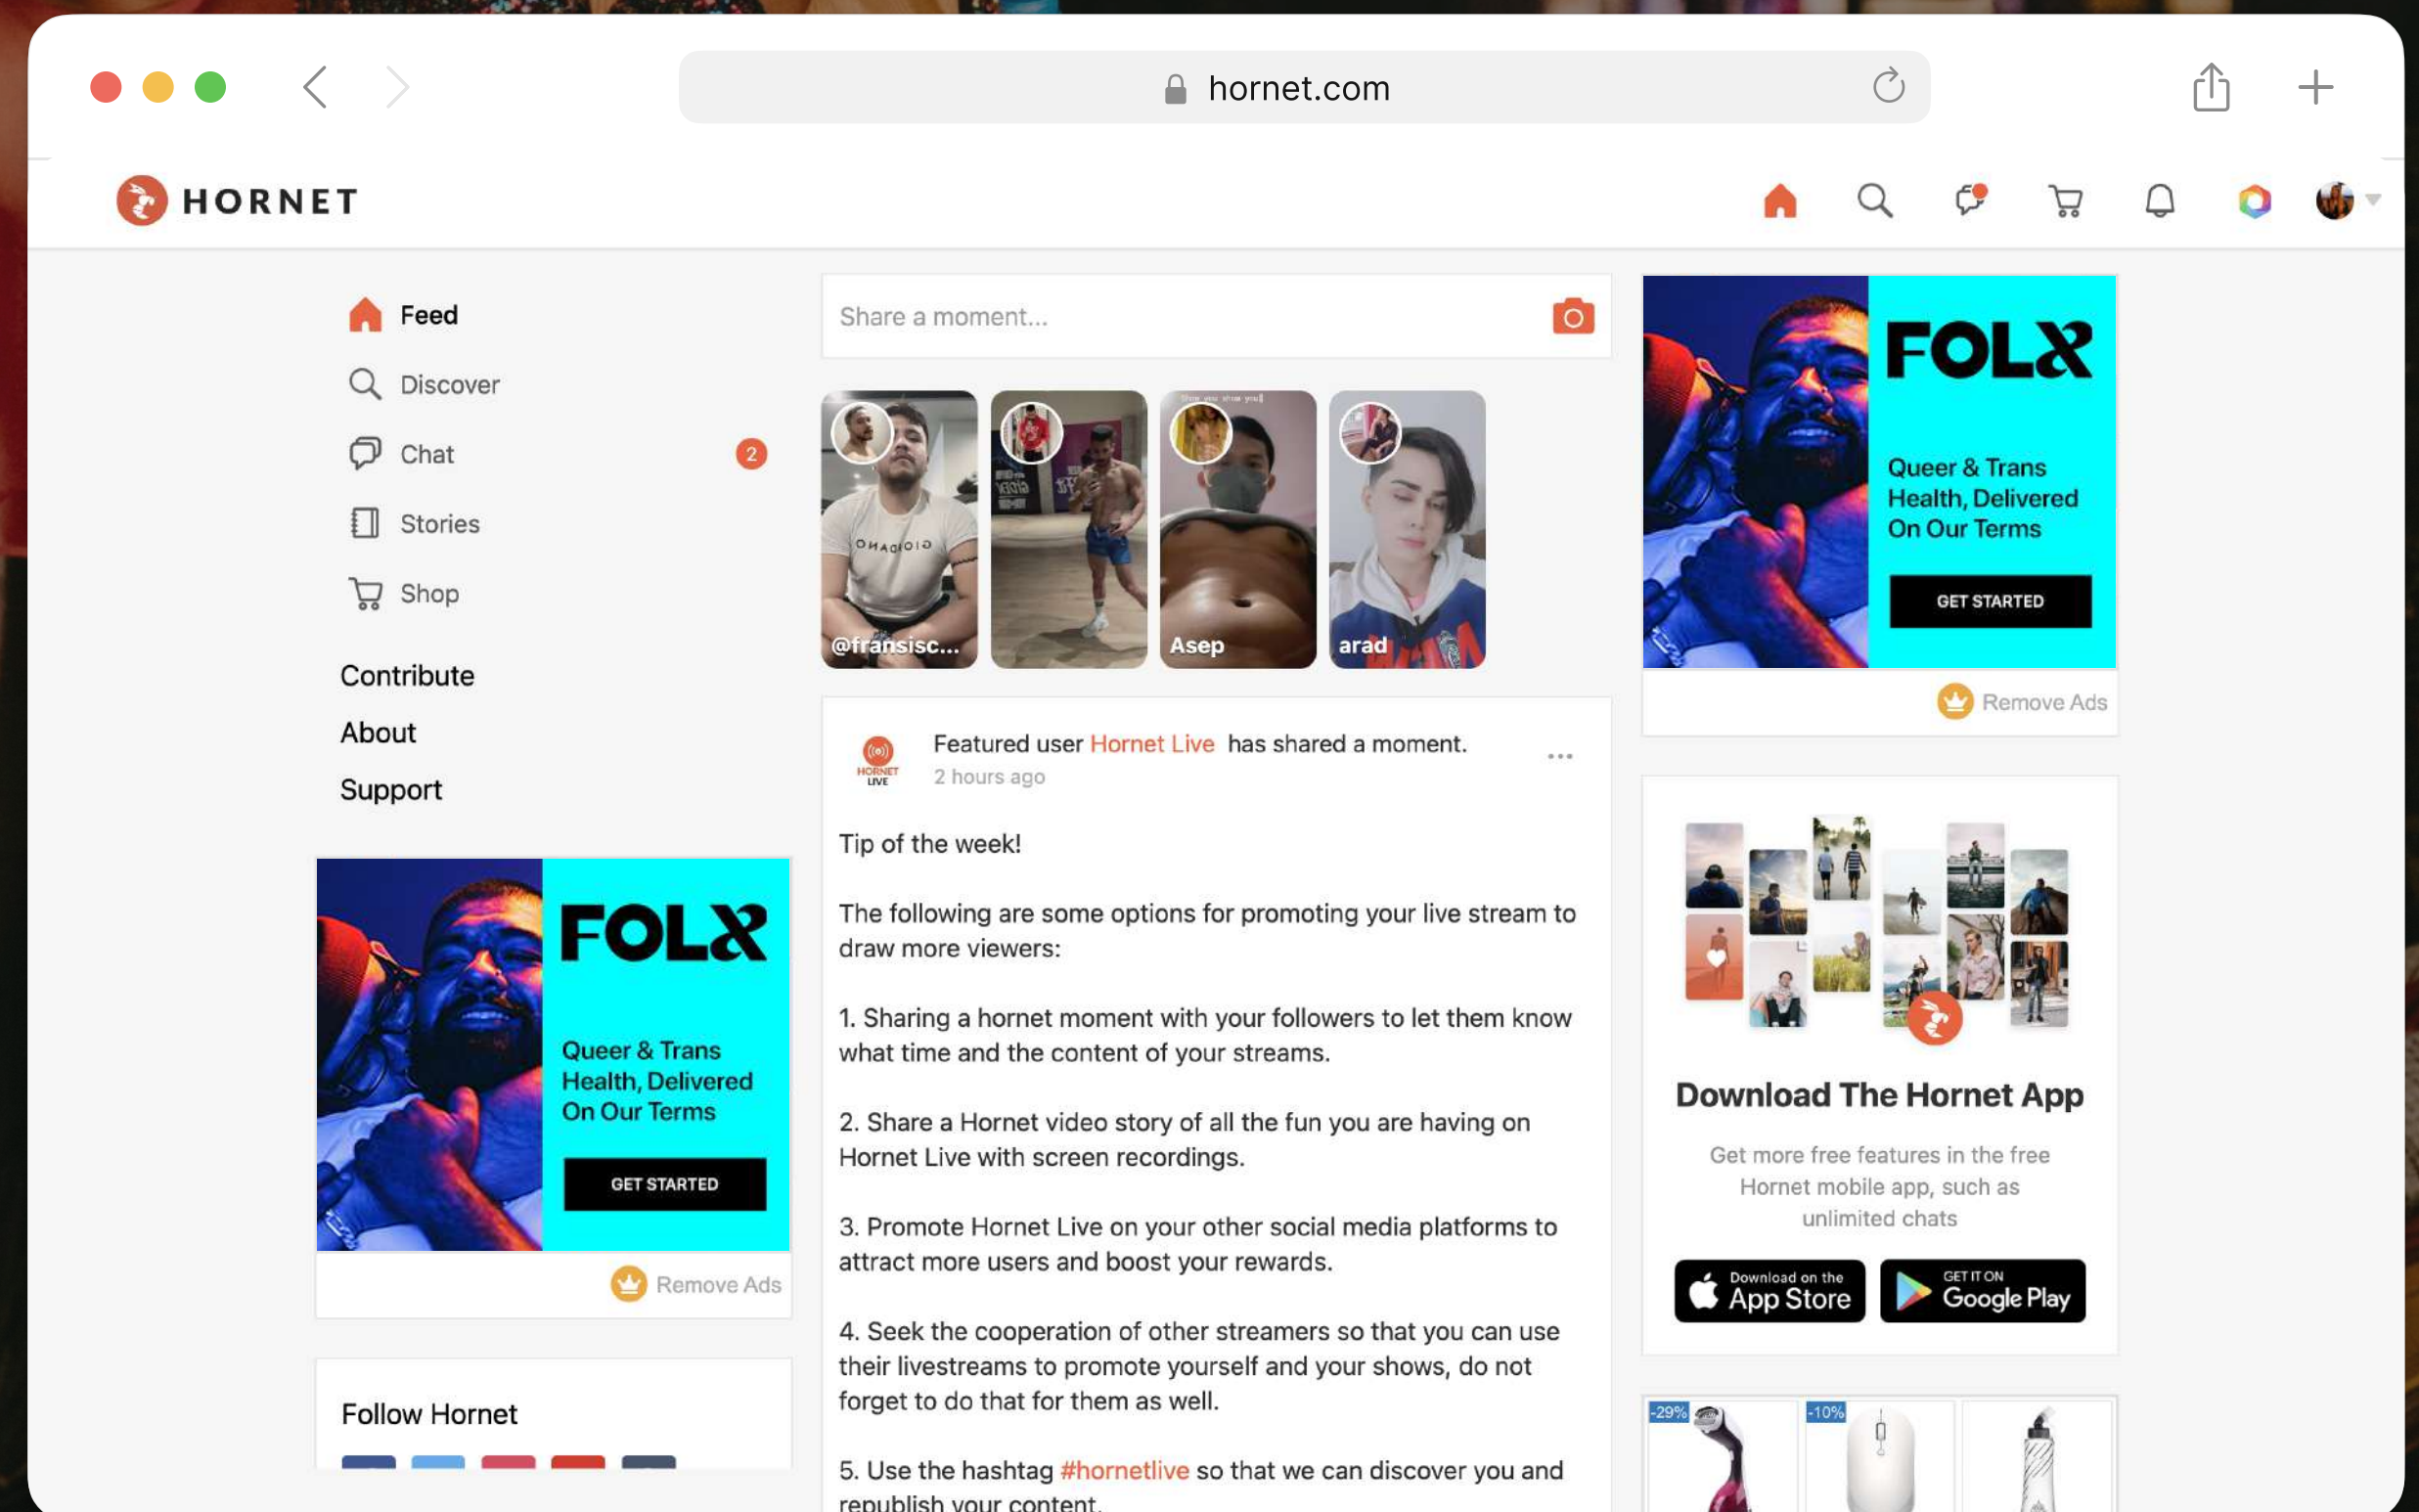 hornet.com
HORNET
Feed
Discover
Chat
2
Stories
Shop
Contribute
About
Support
FOLX
Queer & Trans
Health, Delivered
On Our Terms
GET STARTED
Remove Ads
Follow Hornet
Share a moment...
GIORDANO
@fransisc...
Asep
arad
HORNET
LIVE
Featured user Hornet Live has shared a moment.
2 hours ago
Tip of the week!
The following are some options for promoting your live stream to
draw more viewers:
1. Sharing a hornet moment with your followers to let them know
what time and the content of your streams.
2. Share a Hornet video story of all the fun you are having on
Hornet Live with screen recordings.
3. Promote Hornet Live on your other social media platforms to
attract more users and boost your rewards.
4. Seek the cooperation of other streamers so that you can use
their livestreams to promote yourself and your shows, do not
forget to do that for them as well.
5. Use the hashtag #hornetlive so that we can discover you and
republish your content.
FOLX
Queer & Trans
Health, Delivered
On Our Terms
GET STARTED
Remove Ads
Download The Hornet App
Get more free features in the free
Hornet mobile app, such as
unlimited chats
Download on the
App Store
GET IT ON
Google Play
-29%
-10%